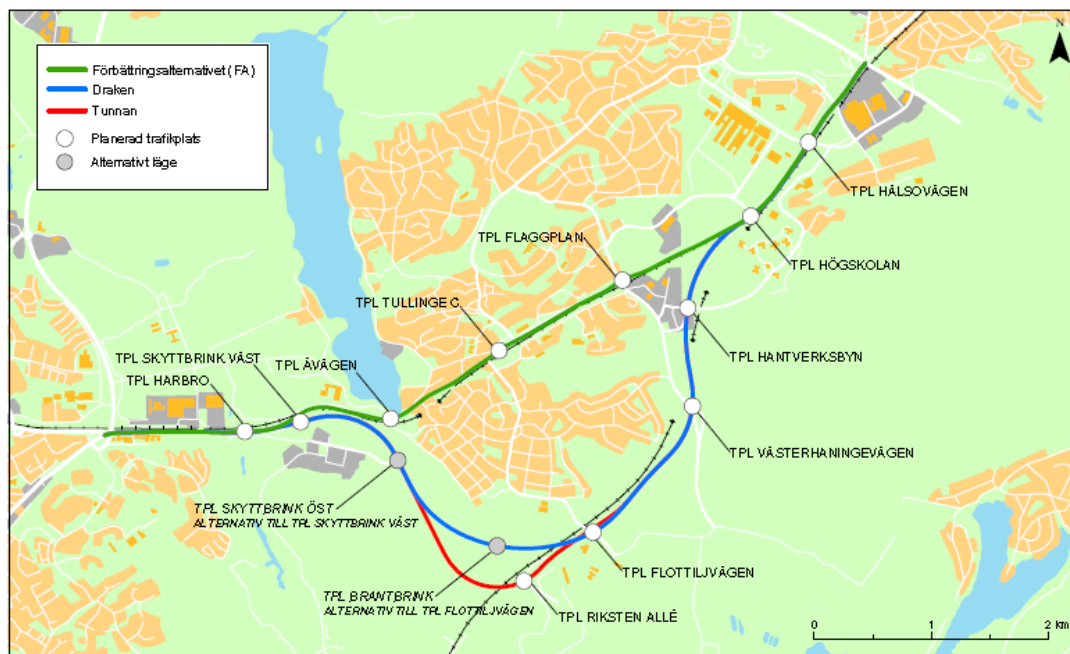 N
Förbättringsalternativet (FA)
Draken
Tunnan
Planerad trafikplats
Alternativt läge
TPL HÄLSOVÄGEN
TPL FLAGGPLAN
TPL HÖGSKOLAN
TPL TULLINGE C
TPL SKYTTBRINK VÄST
TPL ÅVÄGEN
TPL HANTVERKSBYN
TPL HARBRO
TPL VÄSTERHANINGEVÄGEN
TPL SKYTTBRINK ÖST
ALTERNATIV TILL TPL SKYTTBRINK VÄST
TPL FLOTTILJVÄGEN
TPL BRANTBRINK
ALTERNATIV TILL TPL FLOTTILJVÄGEN
TPL RIKSTEN ALLÉ
0 1 2 km